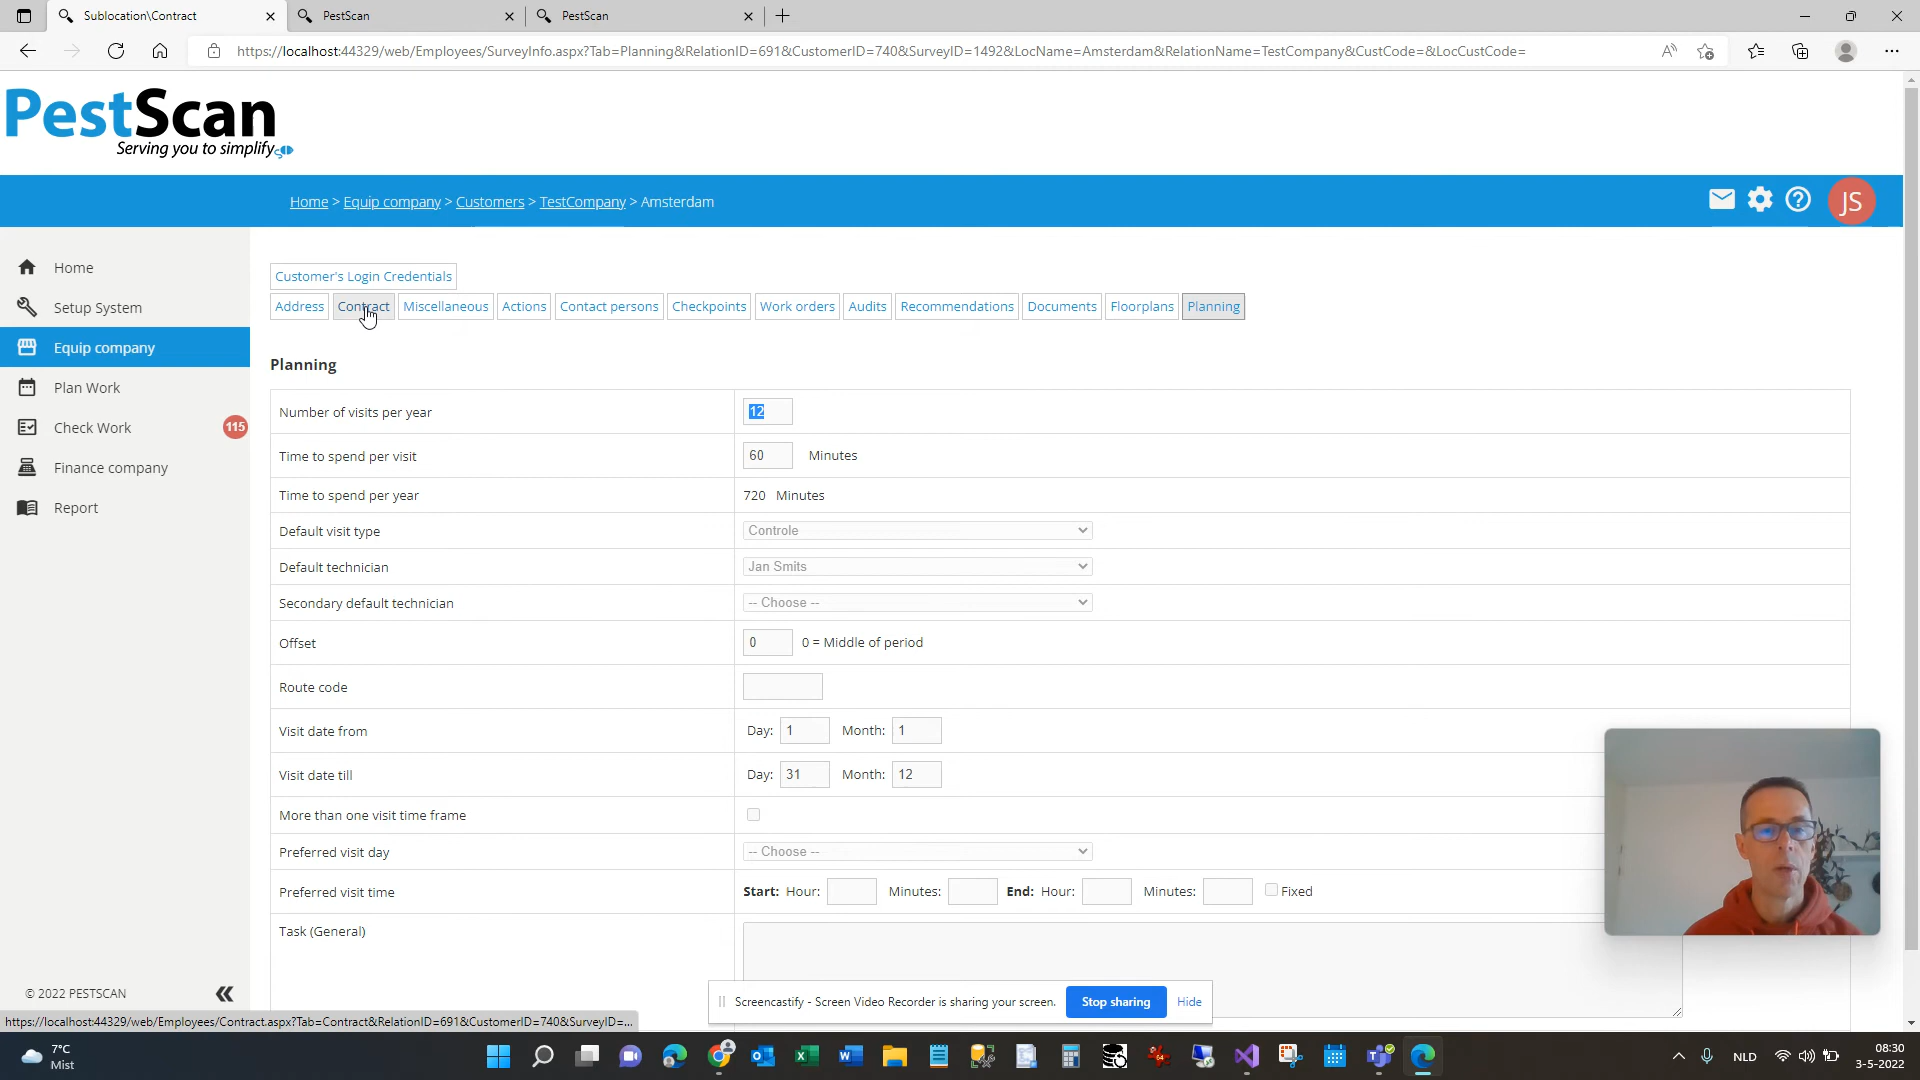 Sublocation\Contract
PestScan
PestScan
https://localhost:44329/web/Employees/SurveyInfo.aspx?Tab=Planning&RelationID=691&CustomerID=740&SurveyID=1492&LocName=Amsterdam&RelationName=TestCompany&CustCode=&LocCustCode=
PestScan
Serving you to simplify
Home > Equip company > Customers > TestCompany > Amsterdam
JS
Home
Setup System
Equip company
Plan Work
Check Work 115
Finance company
Report
Customer's Login Credentials
Address Contract Miscellaneous Actions Contact persons Checkpoints Work orders Audits Recommendations Documents Floorplans Planning
Planning
Number of visits per year 12
Time to spend per visit 60 Minutes
Time to spend per year 720 Minutes
Default visit type Controle
Default technician Jan Smits
Secondary default technician -- Choose --
Offset 0 0 = Middle of period
Route code
Visit date from Day: 1 Month: 1
Visit date till Day: 31 Month: 12
More than one visit time frame
Preferred visit day -- Choose --
Preferred visit time Start: Hour: Minutes: End: Hour: Minutes: Fixed
Task (General)
© 2022 PESTSCAN
Screencastify - Screen Video Recorder is sharing your screen. Stop sharing Hide
https://localhost:44329/web/Employees/Contract.aspx?Tab=Contract&RelationID=691&CustomerID=740&SurveyID=...
7°C
Mist
NLD
08:30
3-5-2022